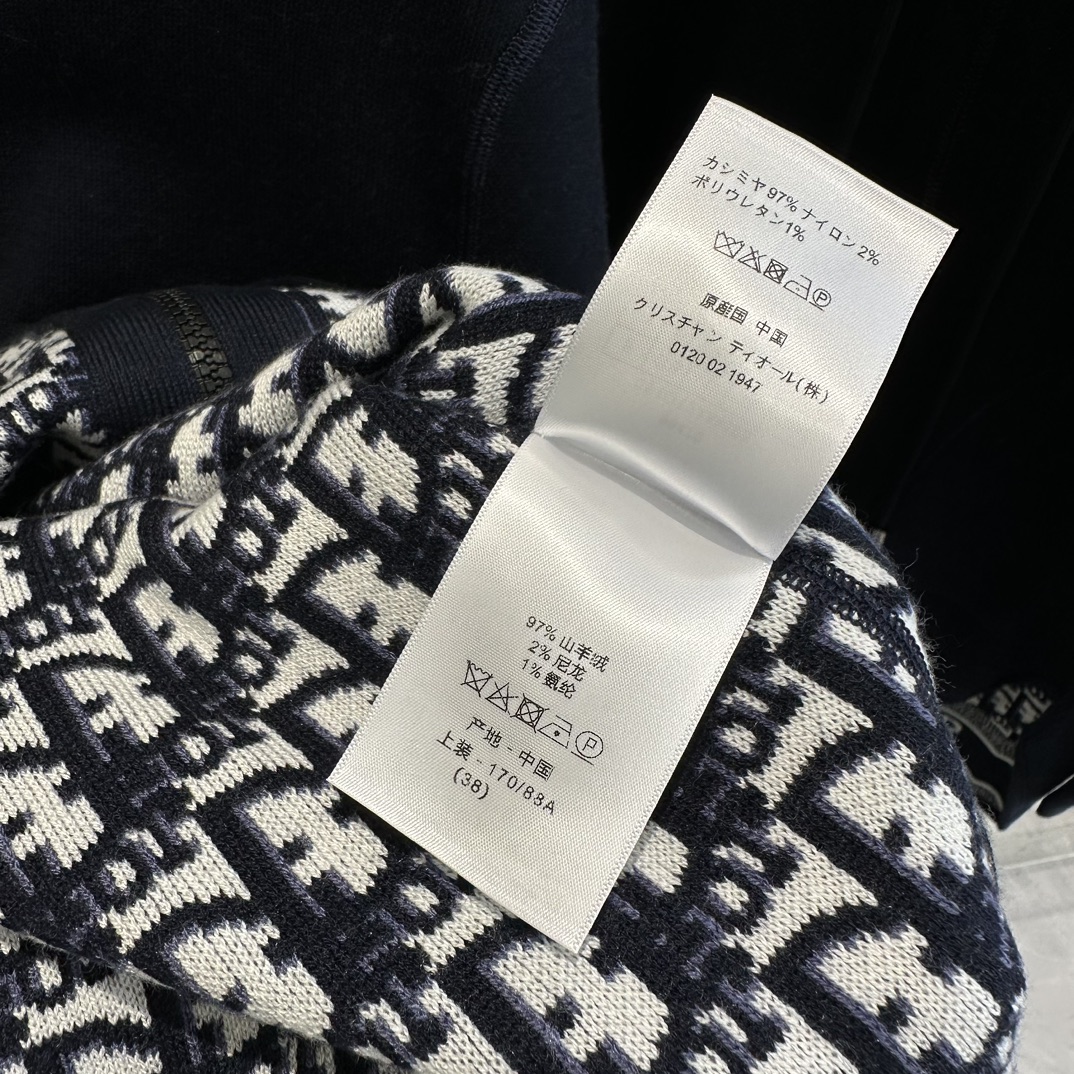 カシミヤ 97% ナイロン 2%
ポリウレタン 1%
P
原産国 中国
クリスチャン ディオール(株)
0120 02 1947
97% 山羊绒
2% 尼龙
1% 氨纶
P
产地 - 中国
上装 - 170/88A
(38)